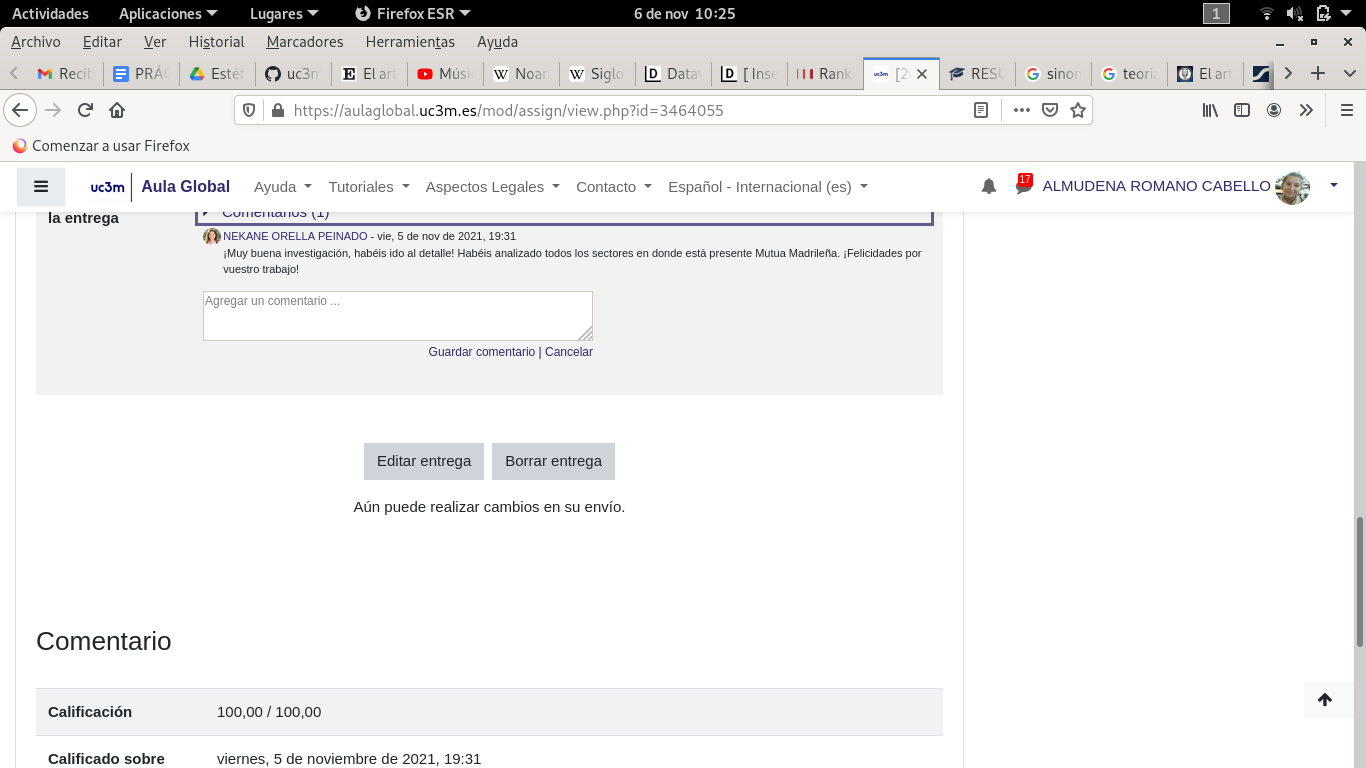 Actividades Aplicaciones Lugares Firefox ESR 6 de nov 10:25 1
Archivo Editar Ver Historial Marcadores Herramientas Ayuda
Recib PRÁC Estét uc3m El art Músi Noam Siglo Data [ Inse Rank [2 RESU sinon teoria El art
https://aulaglobal.uc3m.es/mod/assign/view.php?id=3464055
Comenzar a usar Firefox
uc3m Aula Global Ayuda Tutoriales Aspectos Legales Contacto Español - Internacional (es) 17 ALMUDENA ROMANO CABELLO
la entrega Comentarios (1)
NEKANE ORELLA PEINADO - vie, 5 de nov de 2021, 19:31
¡Muy buena investigación, habéis ido al detalle! Habéis analizado todos los sectores en donde está presente Mutua Madrileña. ¡Felicidades por
vuestro trabajo!
Agregar un comentario ...
Guardar comentario | Cancelar
Editar entrega Borrar entrega
Aún puede realizar cambios en su envío.
Comentario
Calificación 100,00 / 100,00
Calificado sobre viernes, 5 de noviembre de 2021, 19:31